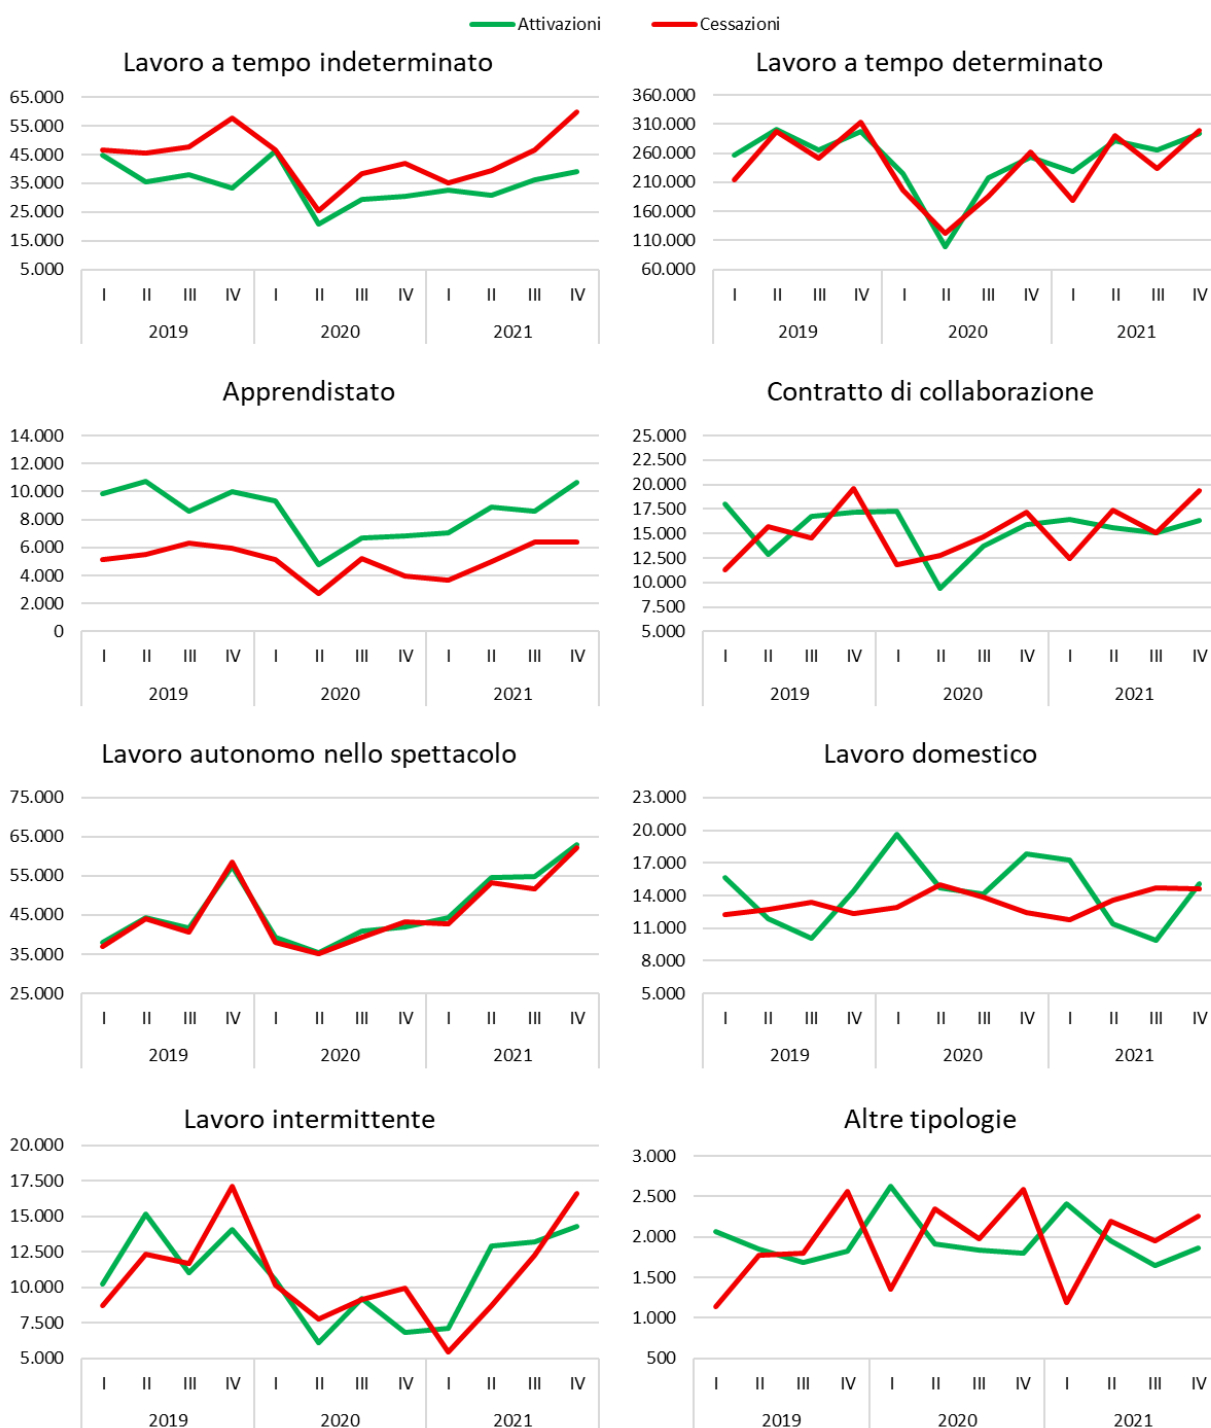 Attivazioni Cessazioni
Lavoro a tempo indeterminato
65.000
55.000
45.000
35.000
25.000
15.000
5.000
I II III IV I II III IV I II III IV
2019 2020 2021
Lavoro a tempo determinato
360.000
310.000
260.000
210.000
160.000
110.000
60.000
I II III IV I II III IV I II III IV
2019 2020 2021
Apprendistato
14.000
12.000
10.000
8.000
6.000
4.000
2.000
0
I II III IV I II III IV I II III IV
2019 2020 2021
Contratto di collaborazione
25.000
22.500
20.000
17.500
15.000
12.500
10.000
7.500
5.000
I II III IV I II III IV I II III IV
2019 2020 2021
Lavoro autonomo nello spettacolo
75.000
65.000
55.000
45.000
35.000
25.000
I II III IV I II III IV I II III IV
2019 2020 2021
Lavoro domestico
23.000
20.000
17.000
14.000
11.000
8.000
5.000
I II III IV I II III IV I II III IV
2019 2020 2021
Lavoro intermittente
20.000
17.500
15.000
12.500
10.000
7.500
5.000
I II III IV I II III IV I II III IV
2019 2020 2021
Altre tipologie
3.000
2.500
2.000
1.500
1.000
500
I II III IV I II III IV I II III IV
2019 2020 2021